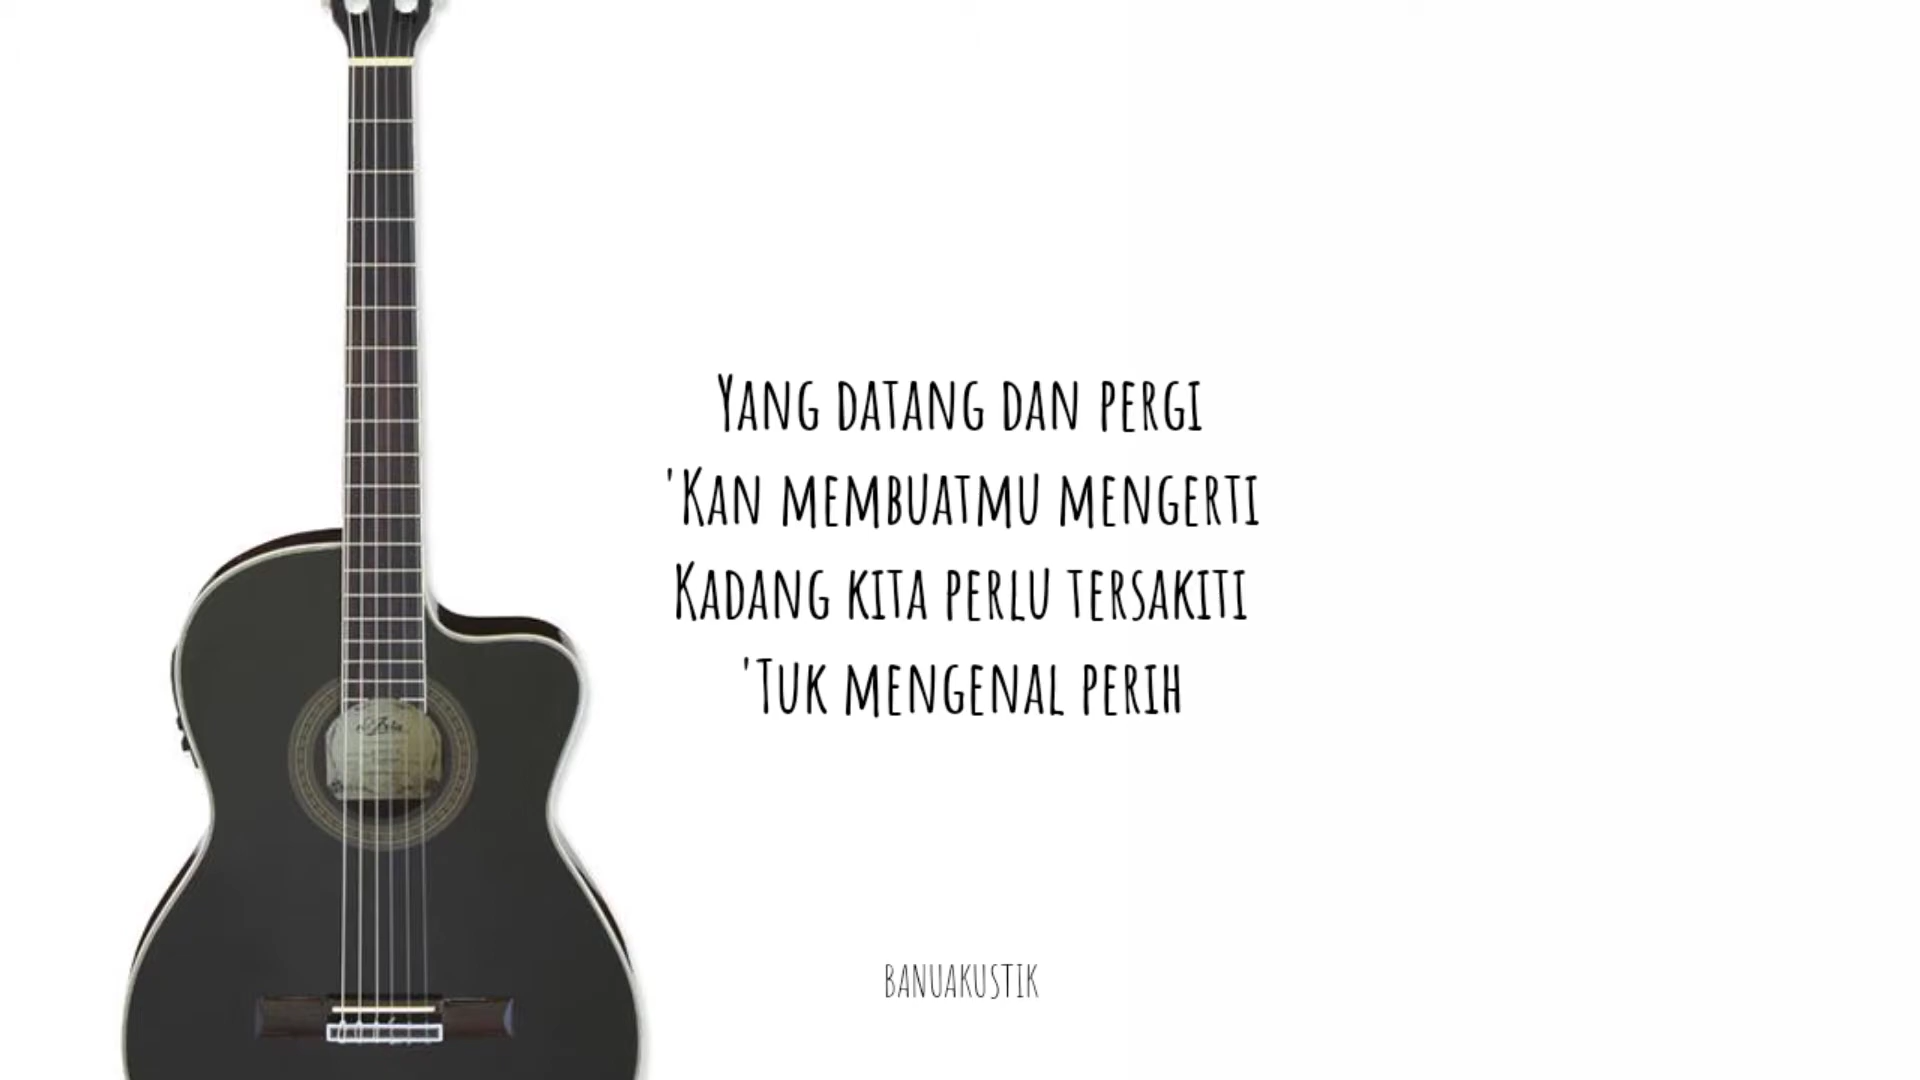 Yang datang dan pergi
'Kan membuatmu mengerti
Kadang kita perlu tersakiti
'Tuk mengenal perih
BANUAKUSTIK